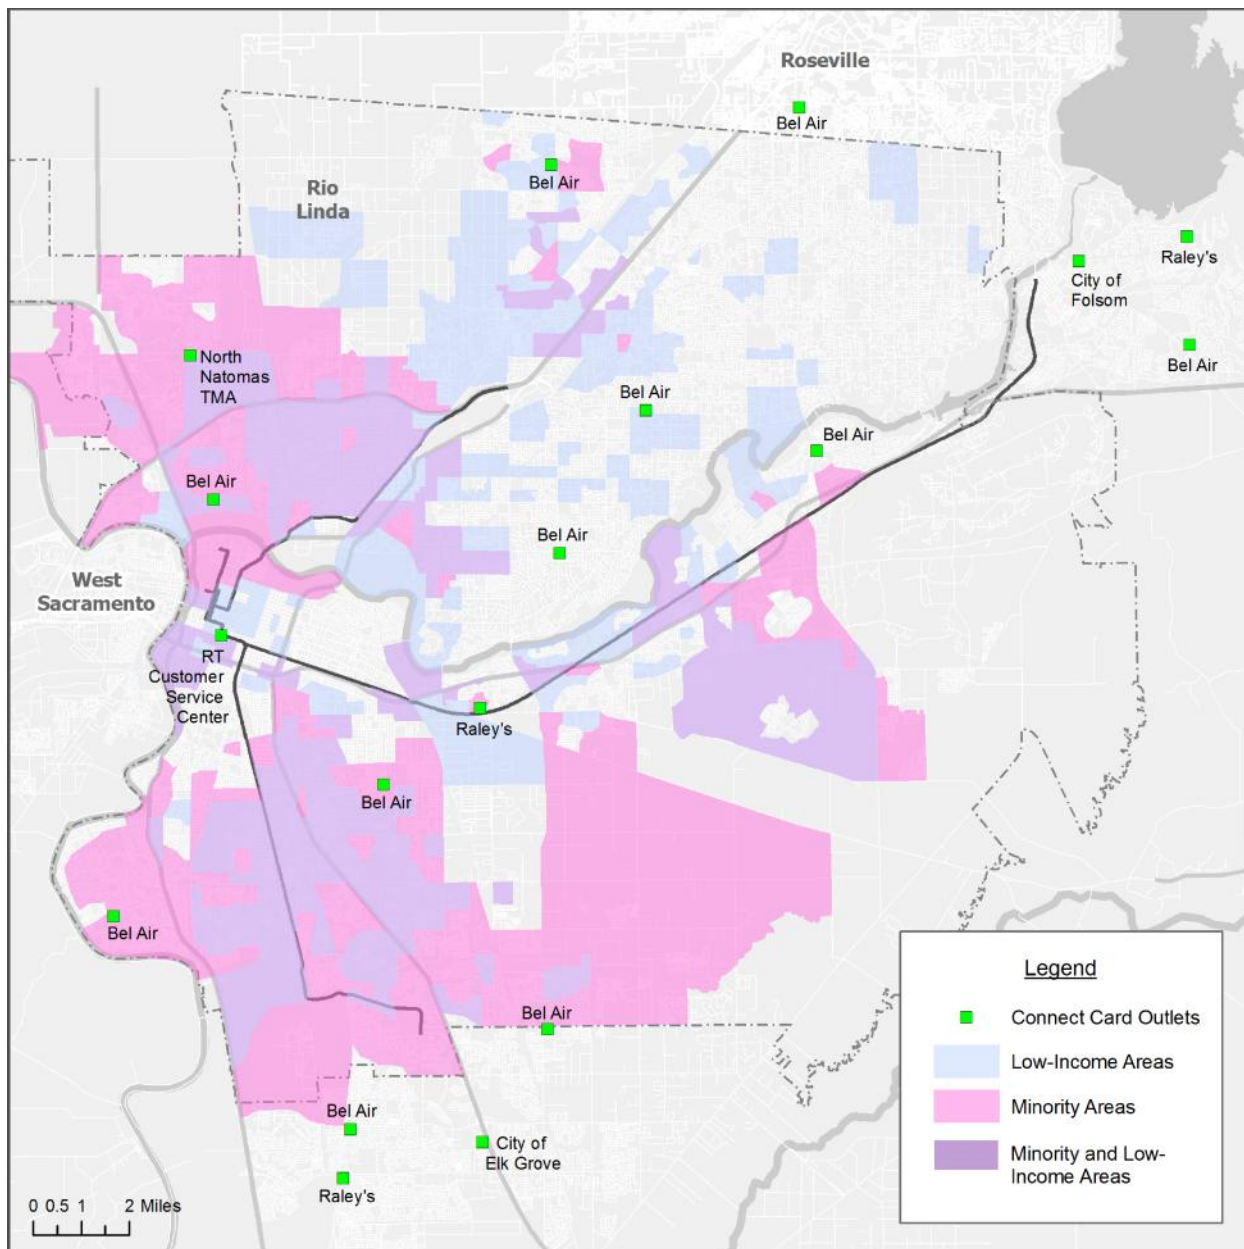 Roseville
Bel Air
Bel Air
Rio
Linda
Raley's
City of
Folsom
Bel Air
North
Natomas
TMA
Bel Air
Bel Air
Bel Air
Bel Air
West
Sacramento
RT
Customer
Service
Center
Raley's
Bel Air
Bel Air
Bel Air
Bel Air
City of
Elk Grove
Raley's
0 0.5 1 2 Miles
Legend
Connect Card Outlets
Low-Income Areas
Minority Areas
Minority and Low-
Income Areas